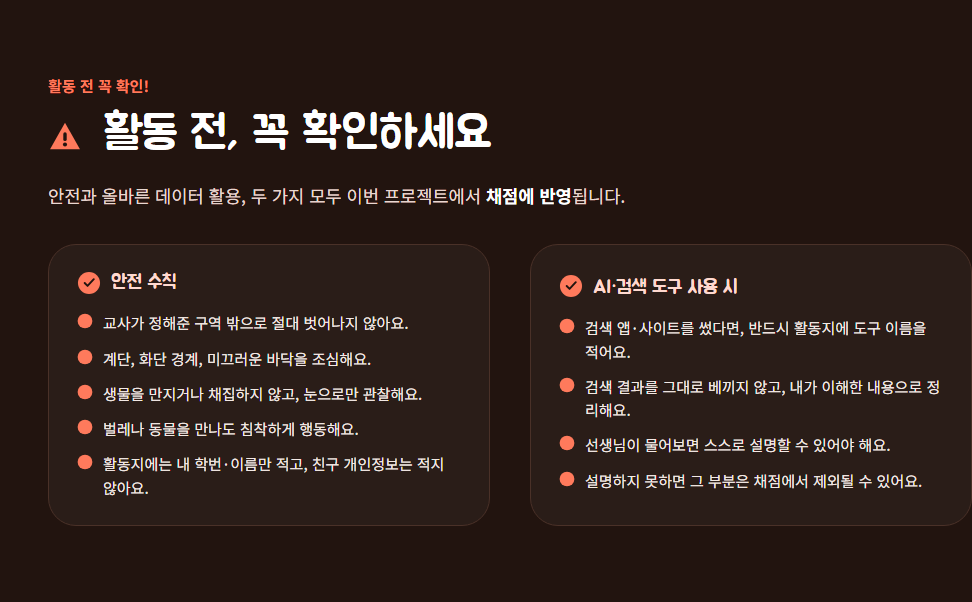 활동 전 꼭 확인!
활동 전, 꼭 확인하세요
안전과 올바른 데이터 활용, 두 가지 모두 이번 프로젝트에서 채점에 반영됩니다.
안전 수칙
교사가 정해준 구역 밖으로 절대 벗어나지 않아요.
계단, 화단 경계, 미끄러운 바닥을 조심해요.
생물을 만지거나 채집하지 않고, 눈으로만 관찰해요.
벌레나 동물을 만나도 침착하게 행동해요.
활동지에는 내 학번·이름만 적고, 친구 개인정보는 적지
않아요.
AI·검색 도구 사용 시
검색 앱·사이트를 썼다면, 반드시 활동지에 도구 이름을
적어요.
검색 결과를 그대로 베끼지 않고, 내가 이해한 내용으로 정
리해요.
선생님이 물어보면 스스로 설명할 수 있어야 해요.
설명하지 못하면 그 부분은 채점에서 제외될 수 있어요.